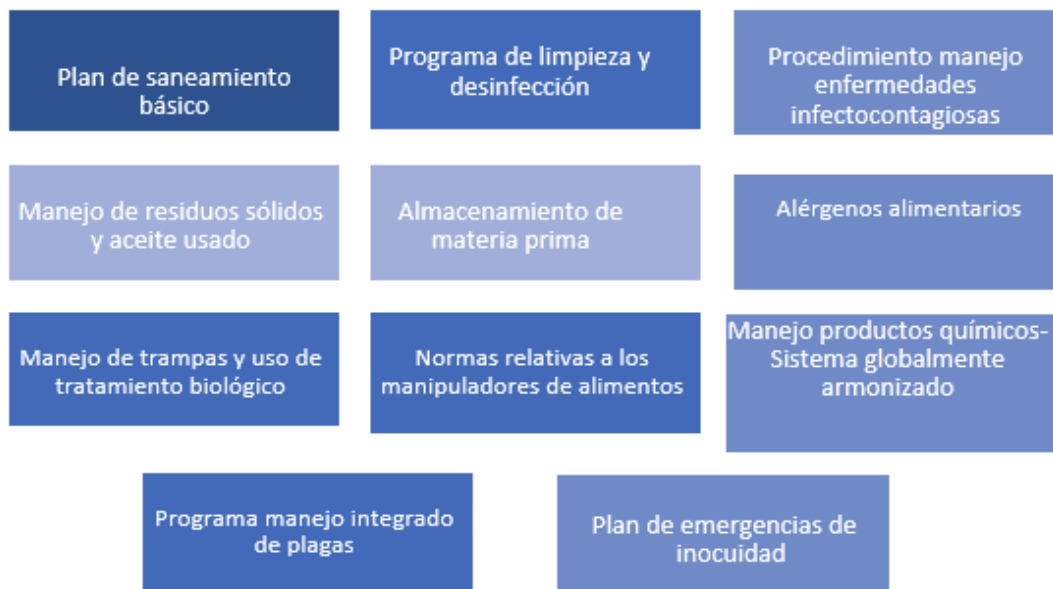 Plan de saneamiento
básico
Programa de limpieza y
desinfección
Procedimiento manejo
enfermedades
infectocontagiosas
Manejo de residuos sólidos
y aceite usado
Almacenamiento de
materia prima
Alérgenos alimentarios
Manejo de trampas y uso de
tratamiento biológico
Normas relativas a los
manipuladores de alimentos
Manejo productos químicos-
Sistema globalmente
armonizado
Programa manejo integrado
de plagas
Plan de emergencias de
inocuidad